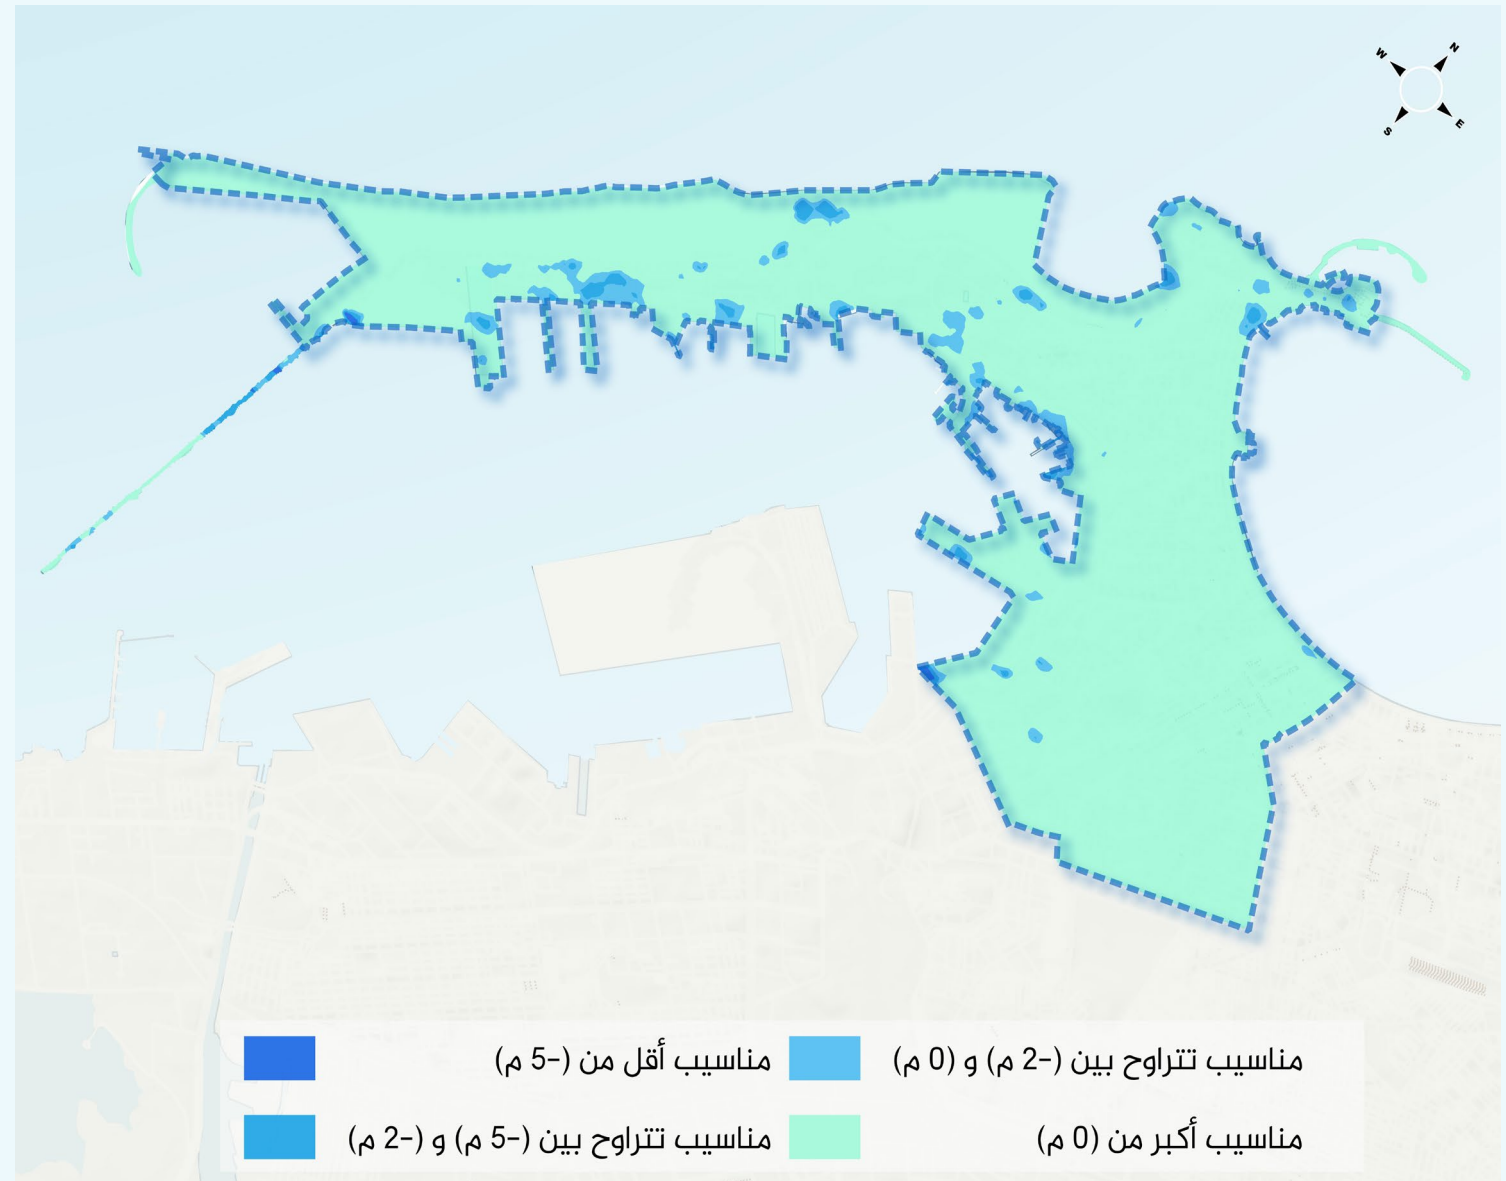 N
W
E
S
مناسيب تتراوح بين (-2 م) و (0 م)
مناسيب أقل من (-5 م)
مناسيب أكبر من (0 م)
مناسيب تتراوح بين (-5 م) و (-2 م)